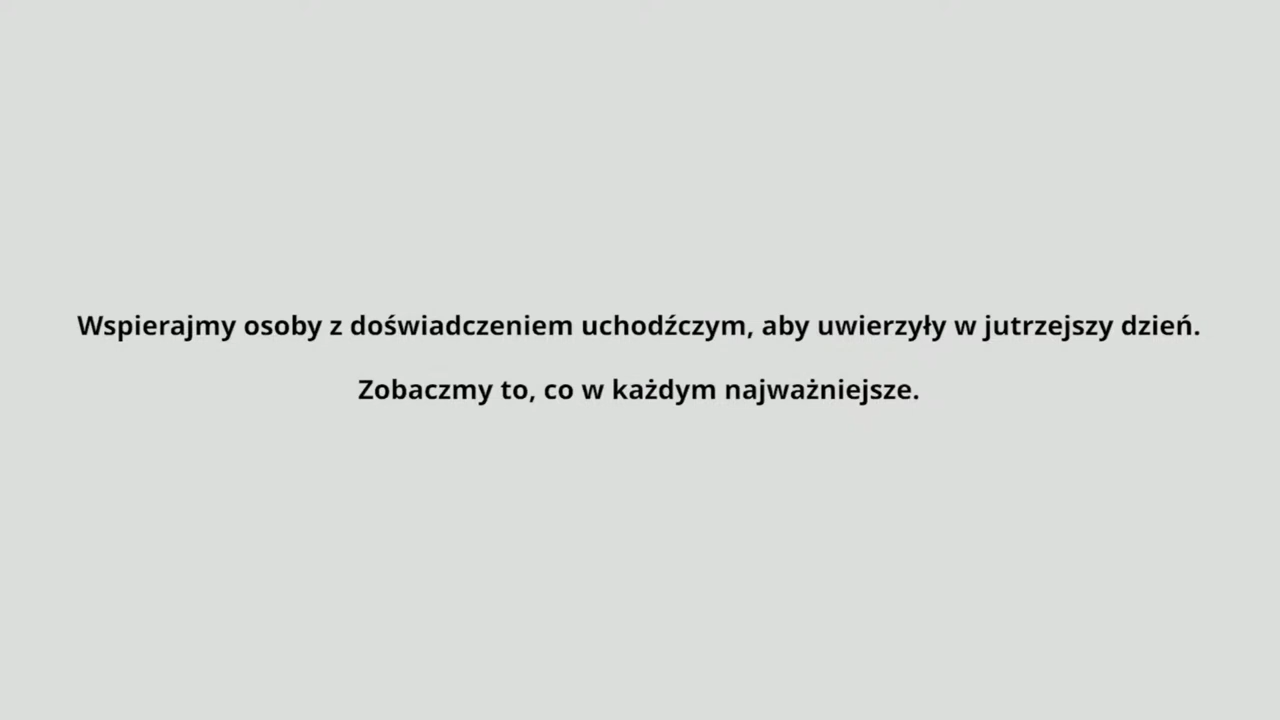 Wspierajmy osoby z doświadczeniem uchodźczym, aby uwierzyły w jutrzejszy dzień.
Zobaczmy to, co w każdym najważniejsze.